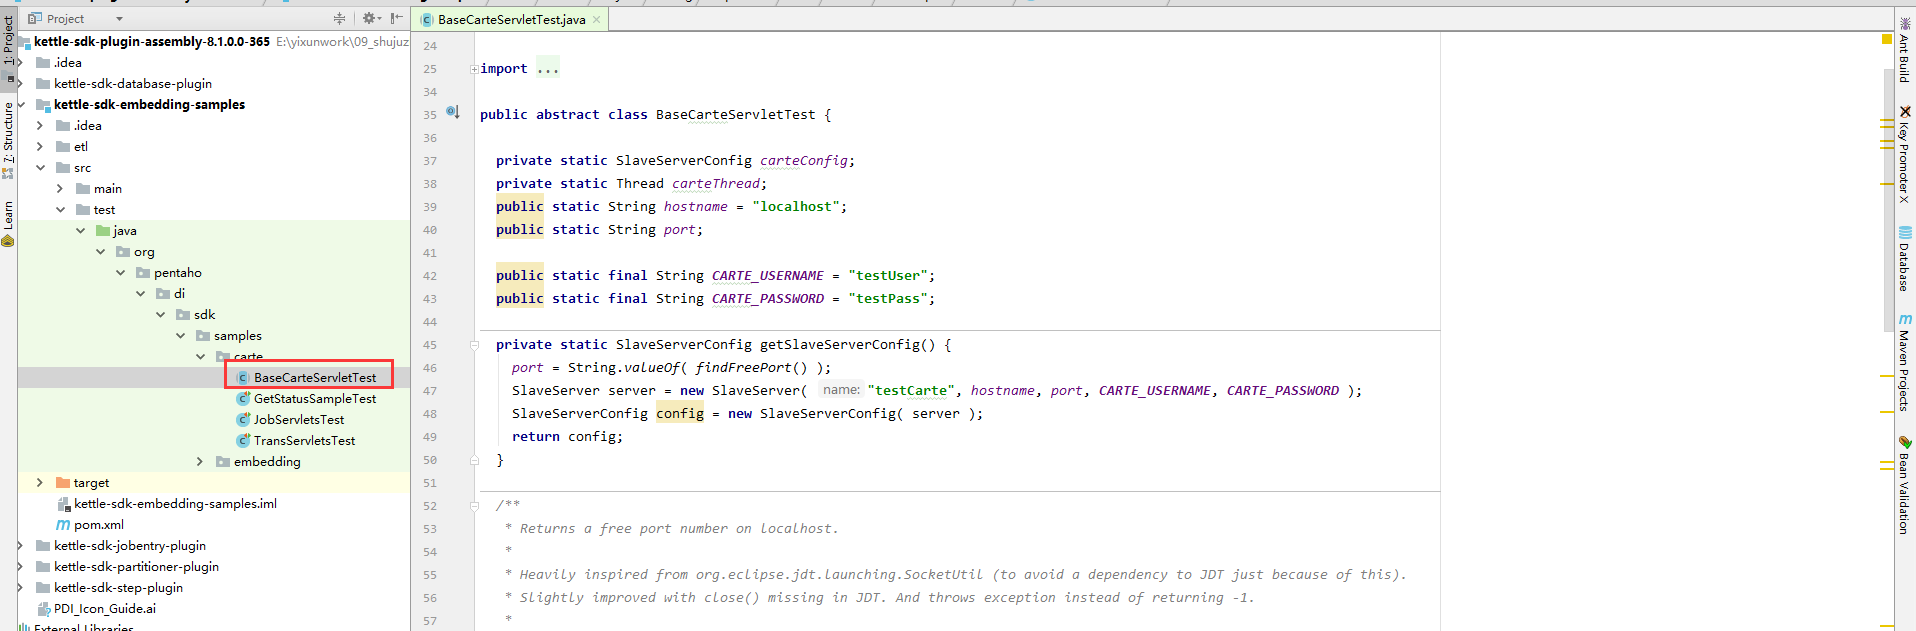 1: Project
7: Structure
Learn
Project
kettle-sdk-plugin-assembly-8.1.0.0-365 E:\yixunwork\09_shujuz
.idea
kettle-sdk-database-plugin
kettle-sdk-embedding-samples
.idea
etl
src
main
test
java
org
pentaho
di
sdk
samples
carte
BaseCarteServletTest
GetStatusSampleTest
JobServletsTest
TransServletsTest
embedding
target
kettle-sdk-embedding-samples.iml
pom.xml
kettle-sdk-jobentry-plugin
kettle-sdk-partitioner-plugin
kettle-sdk-step-plugin
PDI_Icon_Guide.ai
External Libraries
BaseCarteServletTest.java
24
25 import ...
34
35 public abstract class BaseCarteServletTest {
36
37 private static SlaveServerConfig carteConfig;
38 private static Thread carteThread;
39 public static String hostname = "localhost";
40 public static String port;
41
42 public static final String CARTE_USERNAME = "testUser";
43 public static final String CARTE_PASSWORD = "testPass";
44
45 private static SlaveServerConfig getSlaveServerConfig() {
46 port = String.valueOf( findFreePort() );
47 SlaveServer server = new SlaveServer( name: "testCarte", hostname, port, CARTE_USERNAME, CARTE_PASSWORD );
48 SlaveServerConfig config = new SlaveServerConfig( server );
49 return config;
50 }
51
52 /**
53 * Returns a free port number on localhost.
54 *
55 * Heavily inspired from org.eclipse.jdt.launching.SocketUtil (to avoid a dependency to JDT just because of this).
56 * Slightly improved with close() missing in JDT. And throws exception instead of returning -1.
57 *
Ant Build
Key Promoter X
Database
Maven Projects
Bean Validation